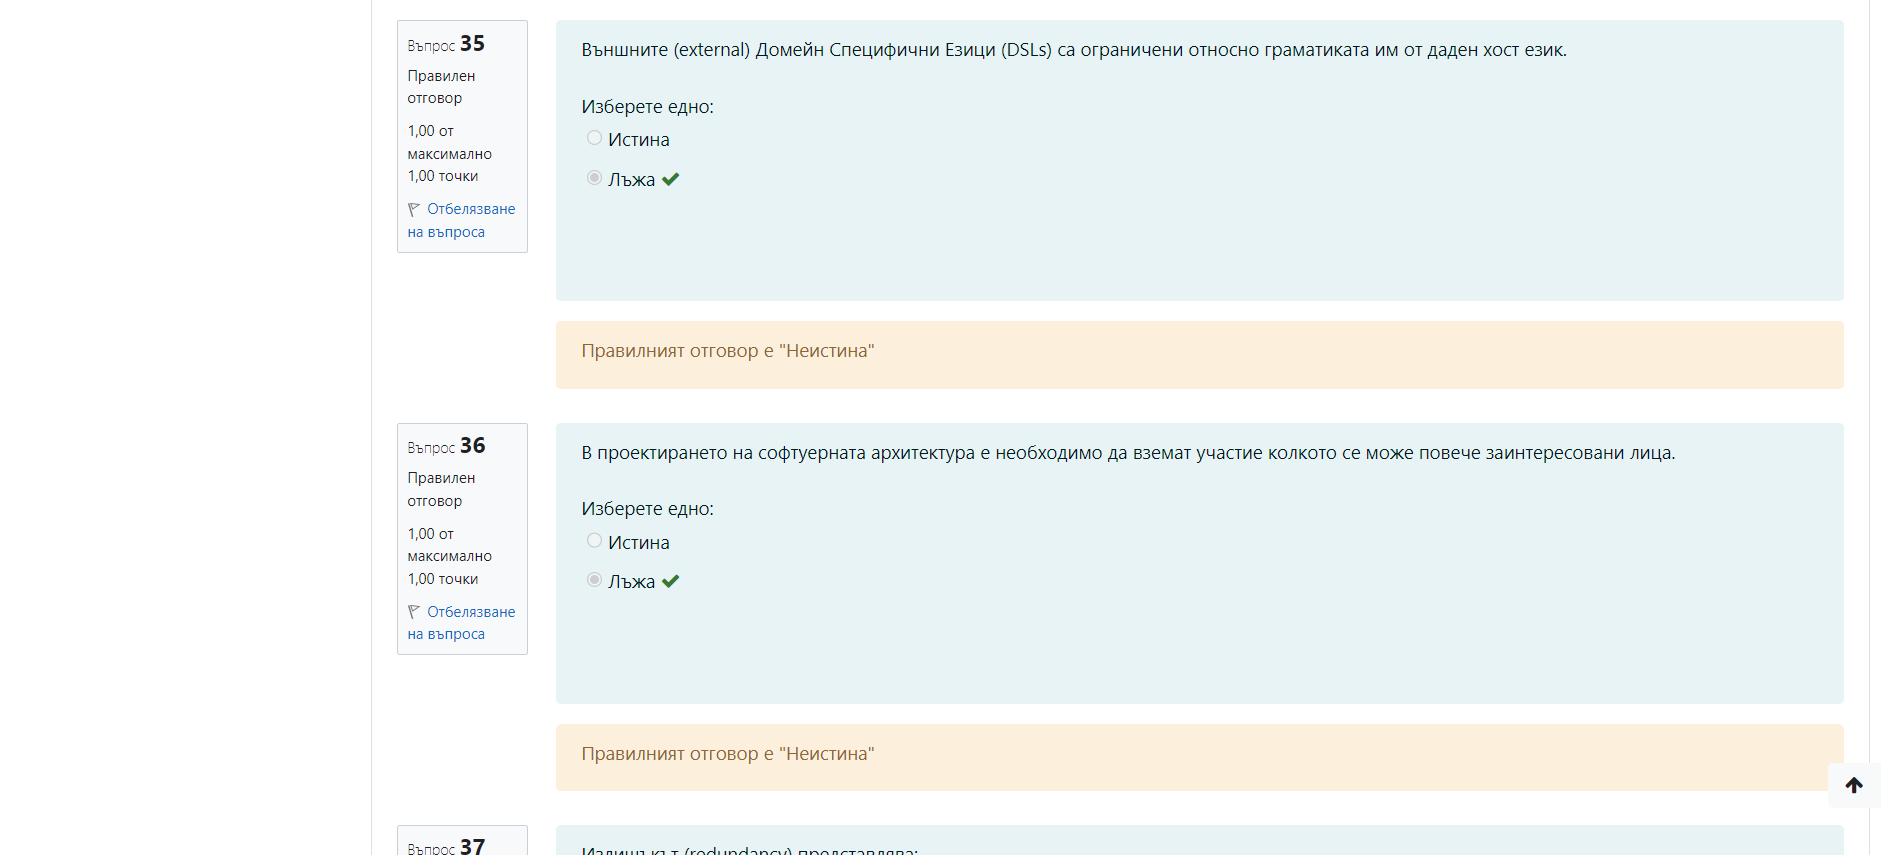 Въпрос 35
Правилен
отговор
1,00 от
максимално
1,00 точки
Отбелязване
на въпроса
Външните (external) Домейн Специфични Езици (DSLs) са ограничени относно граматиката им от даден хост език.
Изберете едно:
Истина
Лъжа
Правилният отговор е "Неистина"
Въпрос 36
Правилен
отговор
1,00 от
максимално
1,00 точки
Отбелязване
на въпроса
В проектирането на софтуерната архитектура е необходимо да вземат участие колкото се може повече заинтересовани лица.
Изберете едно:
Истина
Лъжа
Правилният отговор е "Неистина"
Въпрос 37
Излишъкът (redundancy) представлява: